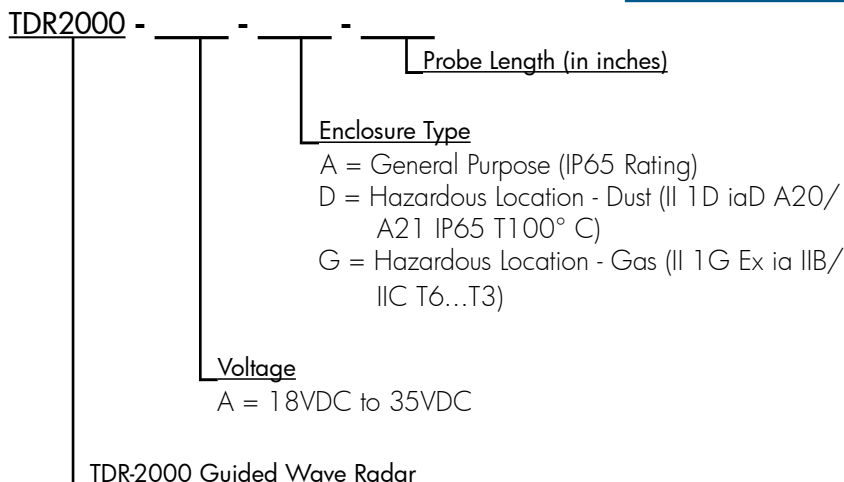 TDR2000 - ____ - ____ - ____
Probe Length (in inches)
Enclosure Type
A = General Purpose (IP65 Rating)
D = Hazardous Location - Dust (II 1D iaD A20/
A21 IP65 T100° C)
G = Hazardous Location - Gas (II 1G Ex ia IIB/
IIC T6...T3)
Voltage
A = 18VDC to 35VDC
TDR-2000 Guided Wave Radar